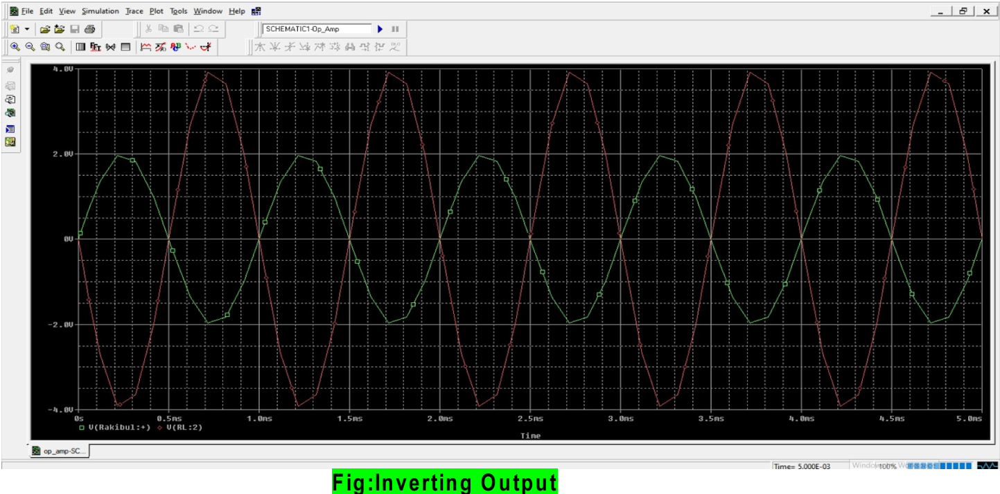 File Edit View Simulation Trace Plot Tools Window Help
SCHEMATIC1-Op_Amp
4.0V
2.0V
0V
-2.0V
-4.0V
0s 0.5ms 1.0ms 1.5ms 2.0ms 2.5ms 3.0ms 3.5ms 4.0ms 4.5ms 5.0ms
V(Rakibul:+) V(RL:2)
Time
op_amp-SC...
Time= 5.000E-03 100%
Fig:Inverting Output